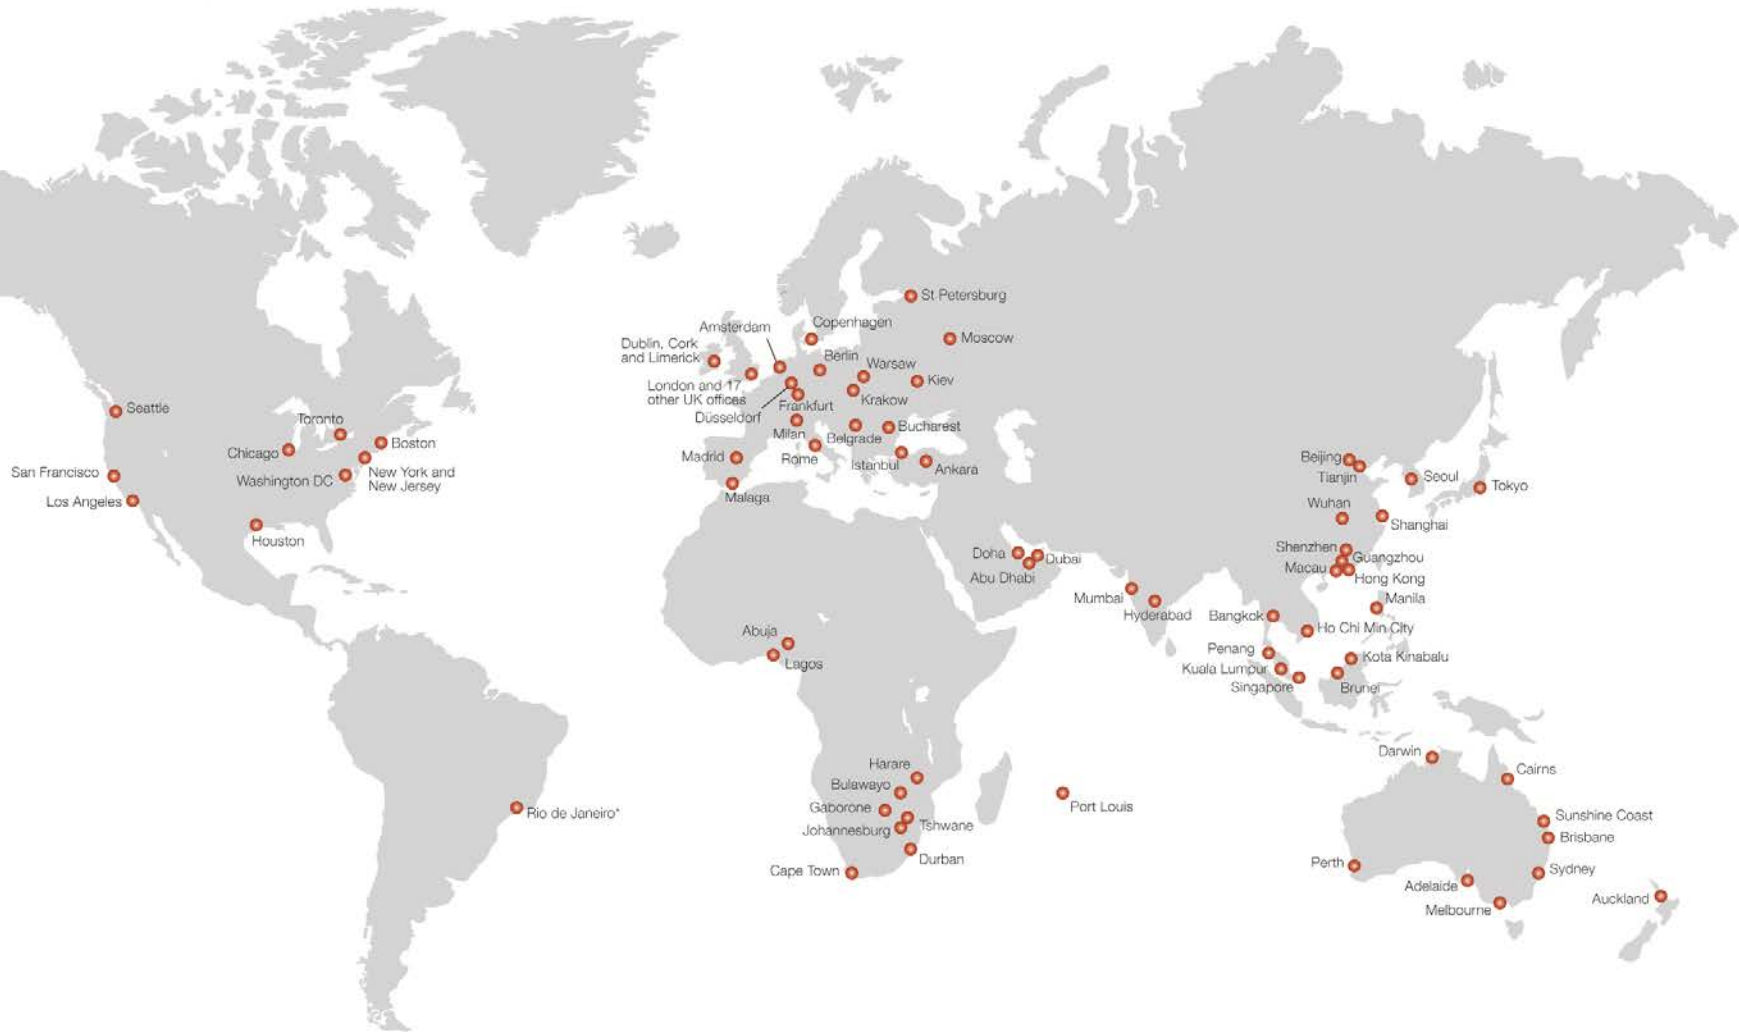 St Petersburg
Copenhagen
Amsterdam
Moscow
Dublin, Cork
and Limerick
Berlin
Warsaw
Kiev
London and 17
other UK offices
Krakow
Frankfurt
Düsseldorf
Seattle
Toronto
Boston
Chicago
Milan
Belgrade
Bucharest
San Francisco
Washington DC
New York and
New Jersey
Madrid
Rome
Istanbul
Ankara
Los Angeles
Malaga
Houston
Beijing
Tianjin
Seoul
Tokyo
Wuhan
Shanghai
Shenzhen
Guangzhou
Macau
Hong Kong
Doha
Dubai
Abu Dhabi
Mumbai
Hyderabad
Manila
Bangkok
Ho Chi Min City
Abuja
Lagos
Penang
Kota Kinabalu
Kuala Lumpur
Singapore
Brunei
Darwin
Cairns
Harare
Bulawayo
Gaborone
Port Louis
Rio de Janeiro*
Tshwane
Johannesburg
Sunshine Coast
Brisbane
Durban
Cape Town
Perth
Sydney
Adelaide
Auckland
Melbourne